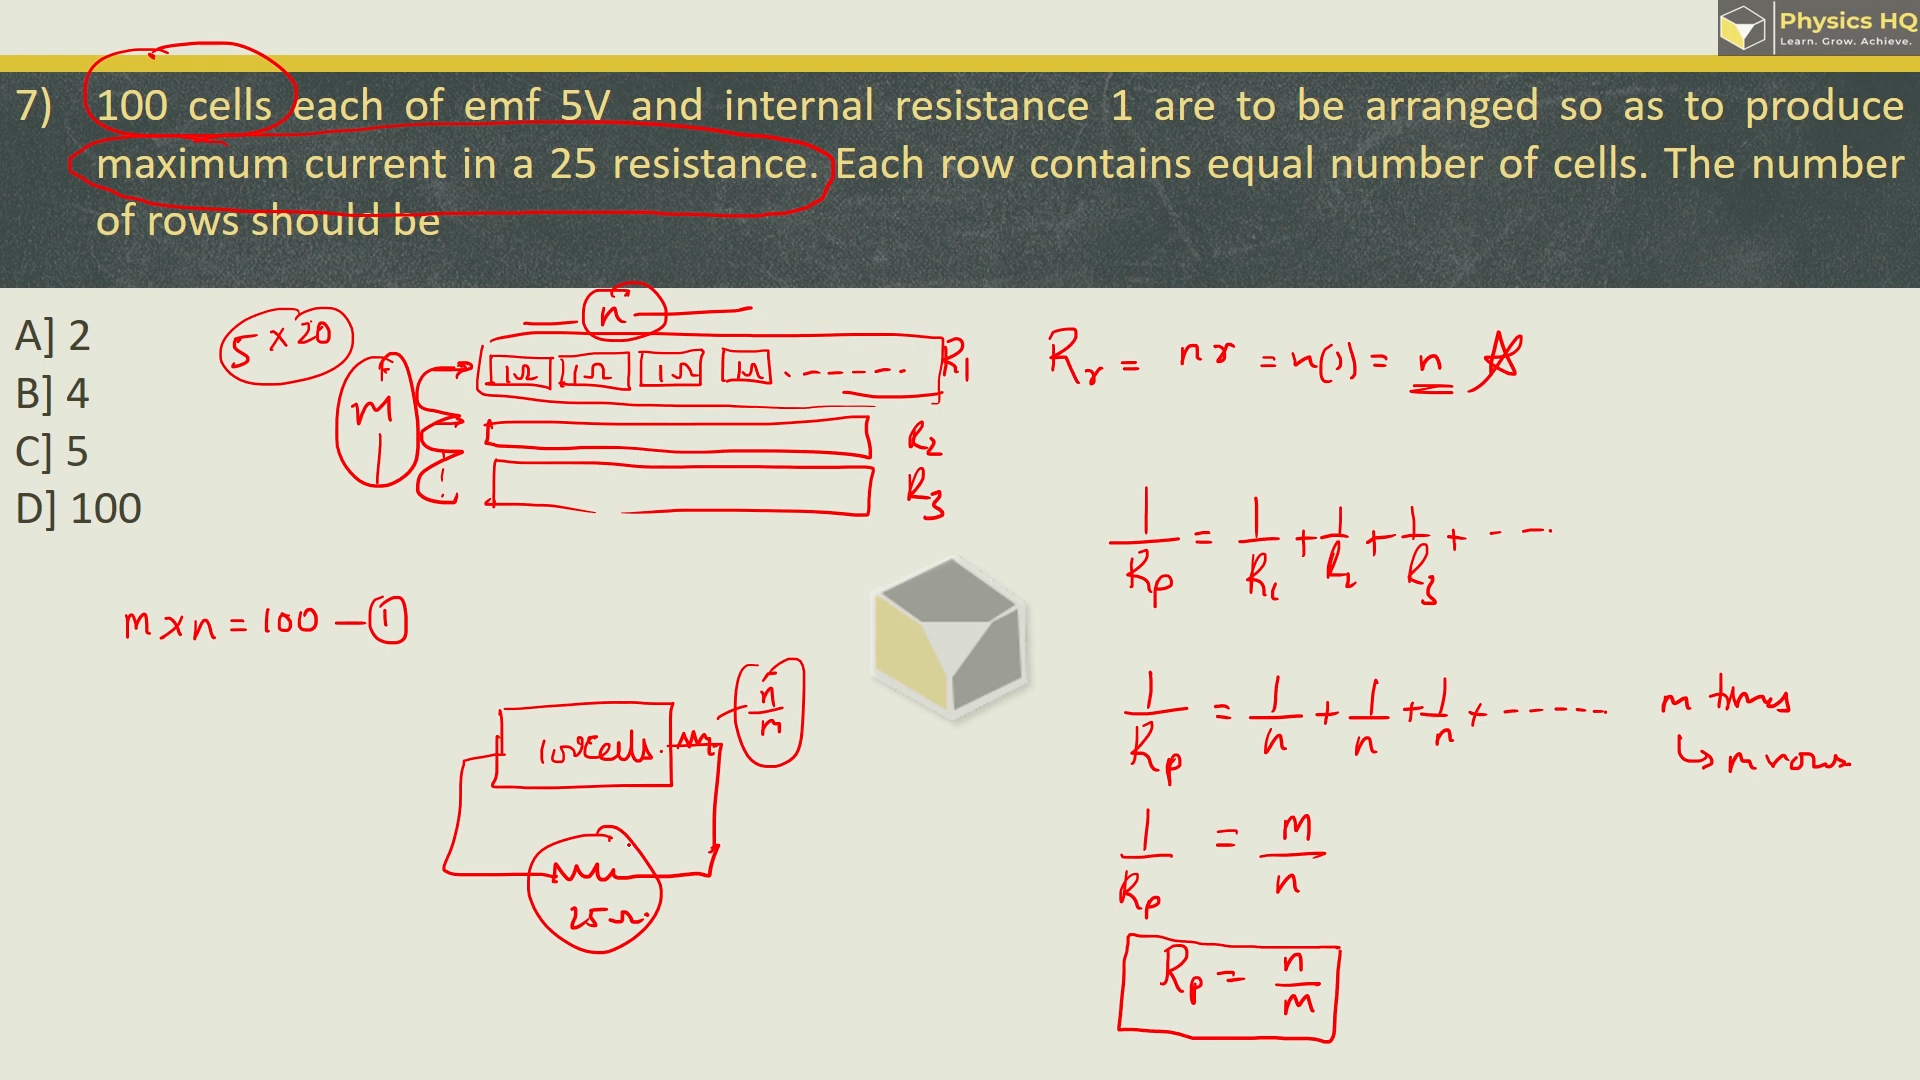 Physics HQ
Learn. Grow. Achieve.
7) 100 cells each of emf 5V and internal resistance 1 are to be arranged so as to produce
maximum current in a 25 resistance. Each row contains equal number of cells. The number
of rows should be
A] 2
B] 4
C] 5
D] 100
5 × 20
n
m
1Ω 1Ω 1Ω 1Ω ....... R1
R2
R3
Rr = nr = n(1) = n
1/Rp = 1/R1 + 1/R2 + 1/R3 + ----
m × n = 100 — 1
1/Rp = 1/n + 1/n + 1/n + ------- m times
↳ m rows
n/m
100 cells
25Ω
1/Rp = m/n
Rp = n/m